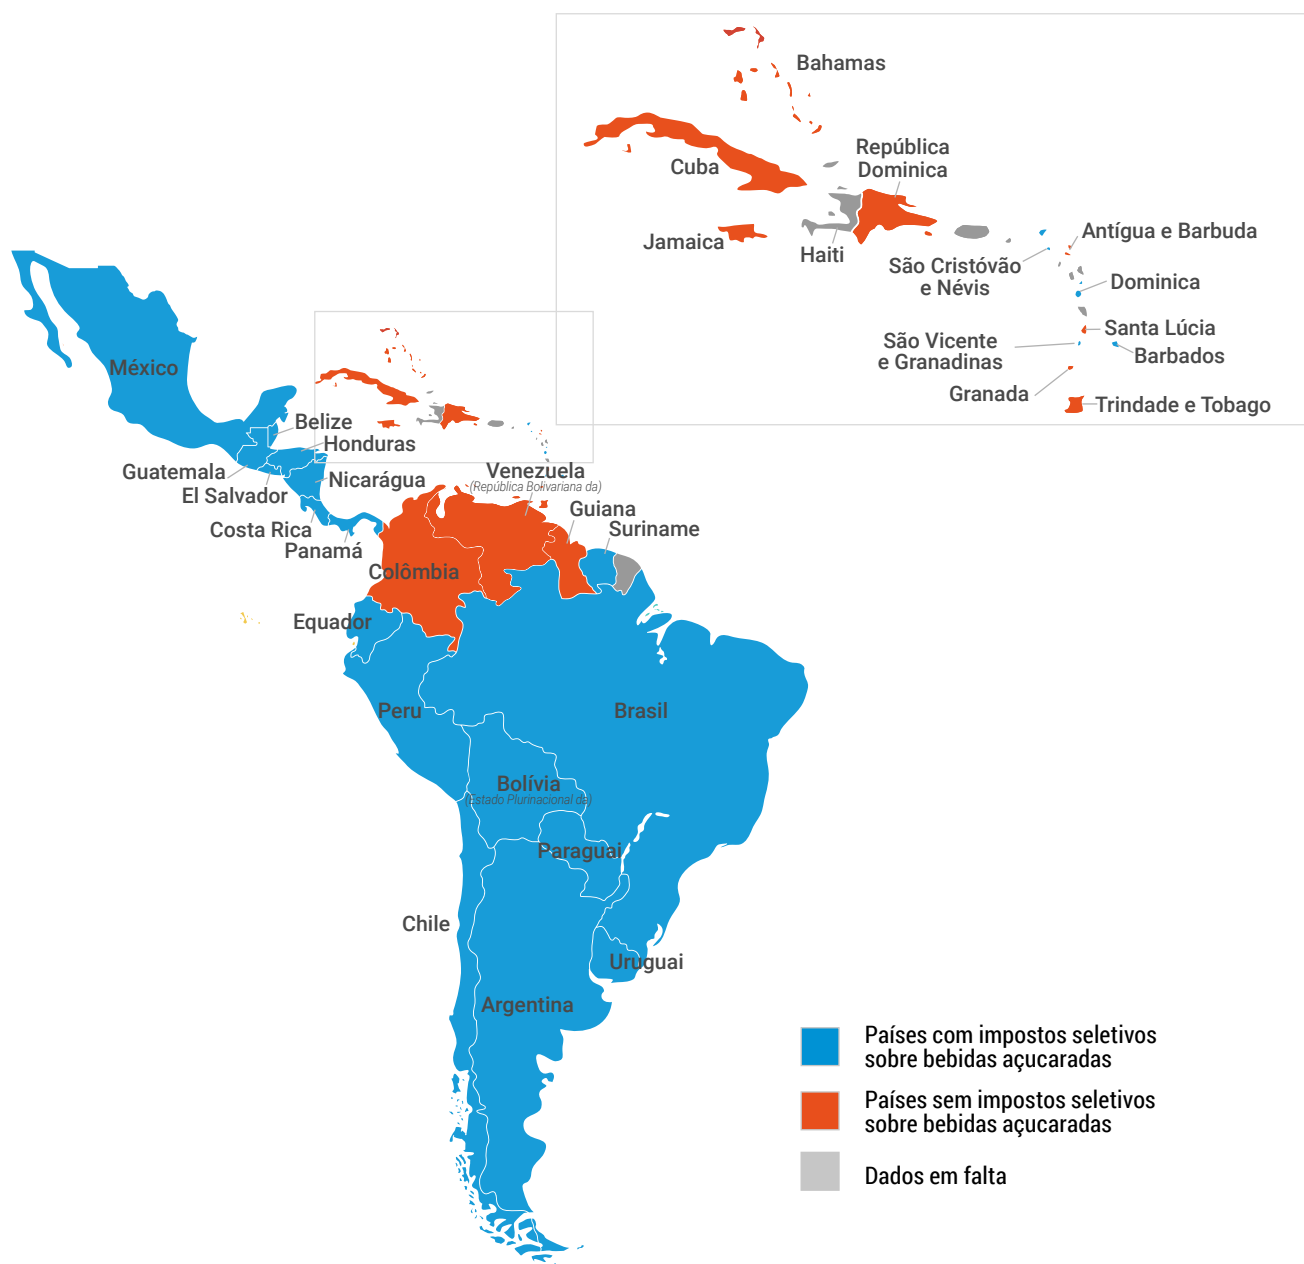 Bahamas
República
Dominica
Cuba
Jamaica
Haiti
Antígua e Barbuda
São Cristóvão
e Névis
Dominica
Santa Lúcia
São Vicente
e Granadinas
Barbados
Granada
Trindade e Tobago
México
Belize
Honduras
Guatemala
El Salvador
Nicarágua
Costa Rica
Panamá
Venezuela
(República Bolivariana da)
Guiana
Suriname
Colômbia
Equador
Peru
Brasil
Bolívia
(Estado Plurinacional da)
Paraguai
Chile
Uruguai
Argentina
Países com impostos seletivos
sobre bebidas açucaradas
Países sem impostos seletivos
sobre bebidas açucaradas
Dados em falta